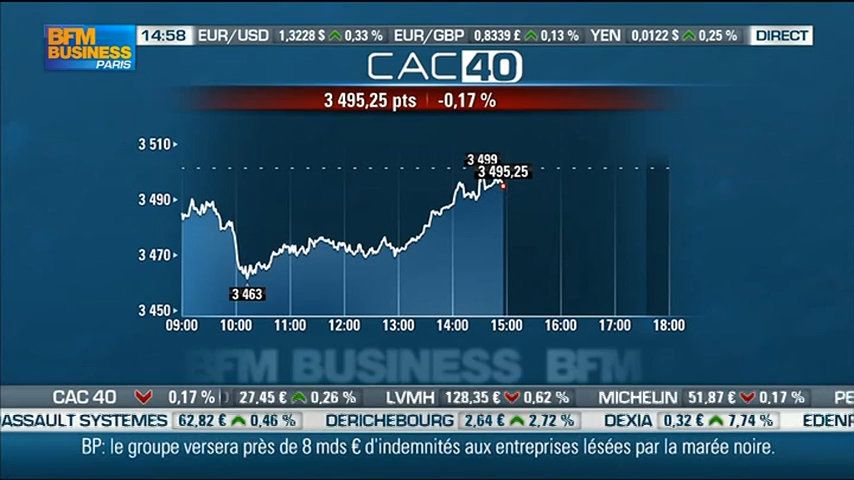 BFM BUSINESS PARIS
14:58 EUR/USD 1,3228 $ 0,33 % EUR/GBP 0,8339 £ 0,13 % YEN 0,0122 $ 0,25 % DIRECT
CAC 40
3 495,25 pts -0,17 %
3 510
3 499
3 495,25
3 490
3 470
3 463
3 450
09:00 10:00 11:00 12:00 13:00 14:00 15:00 16:00 17:00 18:00
BFM BUSINESS BFM
CAC 40 0,17 % 27,45 € 0,26 % LVMH 128,35 € 0,62 % MICHELIN 51,87 € 0,17 % PE
ASSAULT SYSTEMES 62,82 € 0,46 % DERICHEBOURG 2,64 € 2,72 % DEXIA 0,32 € 7,74 % EDENR
BP: le groupe versera près de 8 mds € d'indemnités aux entreprises lésées par la marée noire.